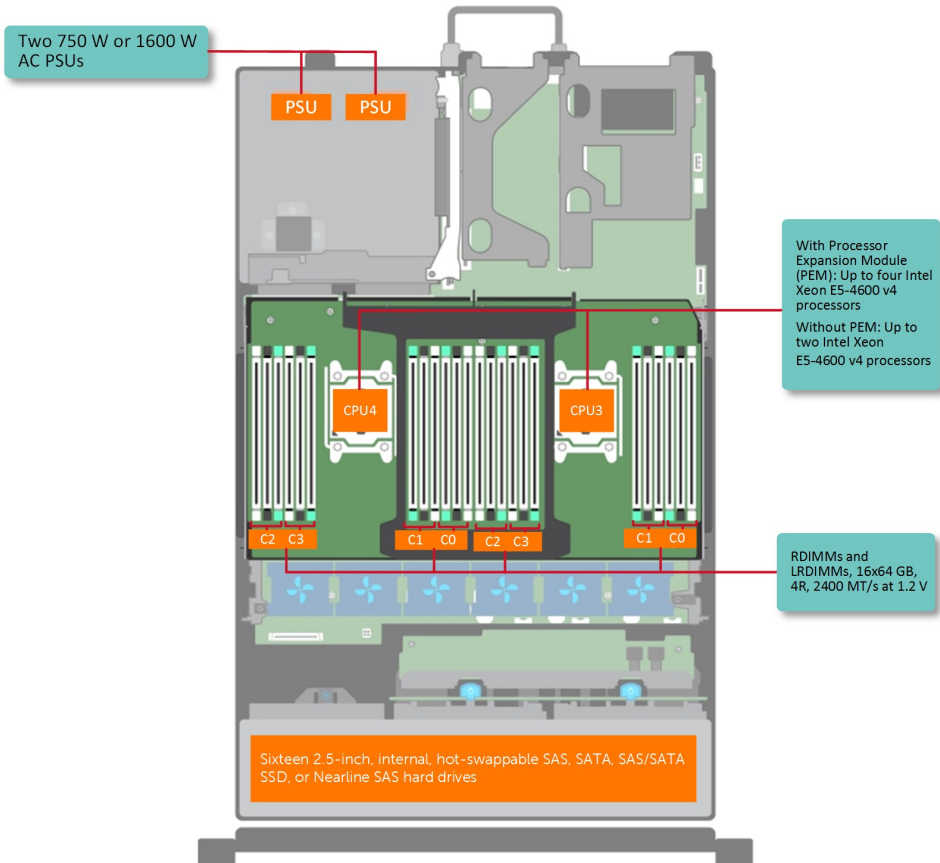 Two 750 W or 1600 W
AC PSUs
PSU
PSU
With Processor
Expansion Module
(PEM): Up to four Intel
Xeon E5-4600 v4
processors
Without PEM: Up to
two Intel Xeon
E5-4600 v4 processors
CPU4
CPU3
C2
C3
C1
C0
C2
C3
C1
C0
RDIMMs and
LRDIMMs, 16x64 GB,
4R, 2400 MT/s at 1.2 V
Sixteen 2.5-inch, internal, hot-swappable SAS, SATA, SAS/SATA
SSD, or Nearline SAS hard drives